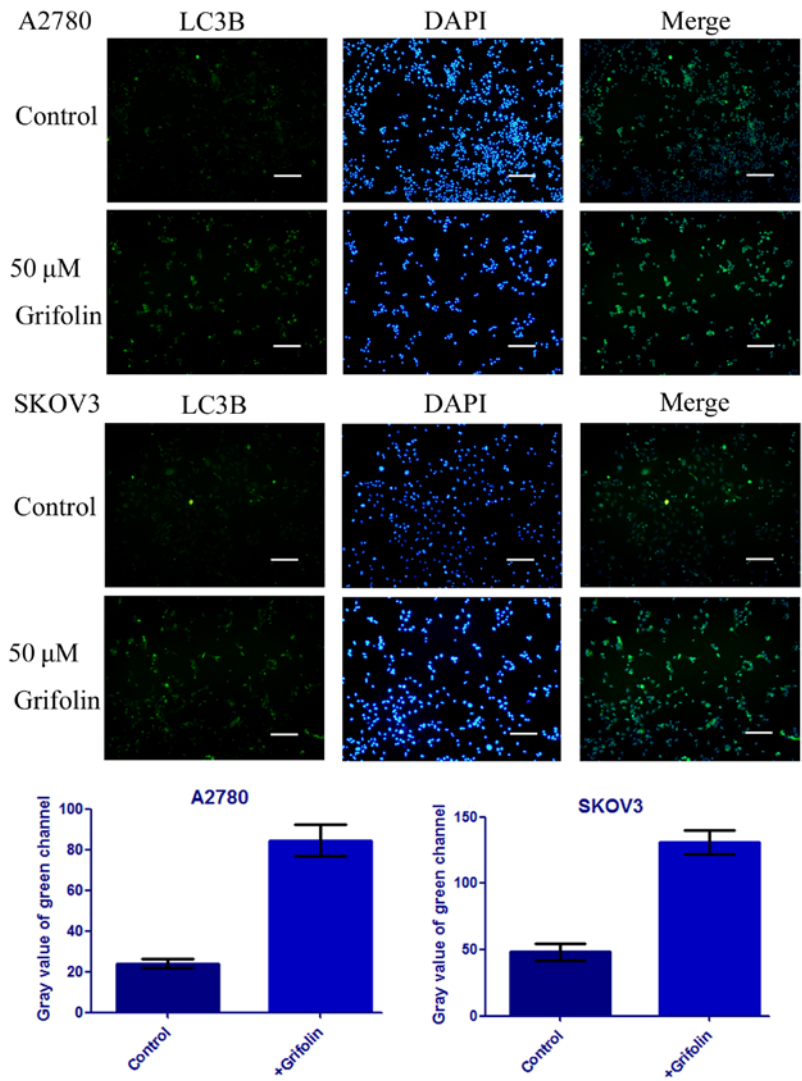 A2780 LC3B DAPI Merge
Control
50 μM
Grifolin
SKOV3 LC3B DAPI Merge
Control
50 μM
Grifolin
A2780
Gray value of green channel
100
80
60
40
20
0
Control
+Grifolin
SKOV3
Gray value of green channel
150
100
50
0
Control
+Grifolin